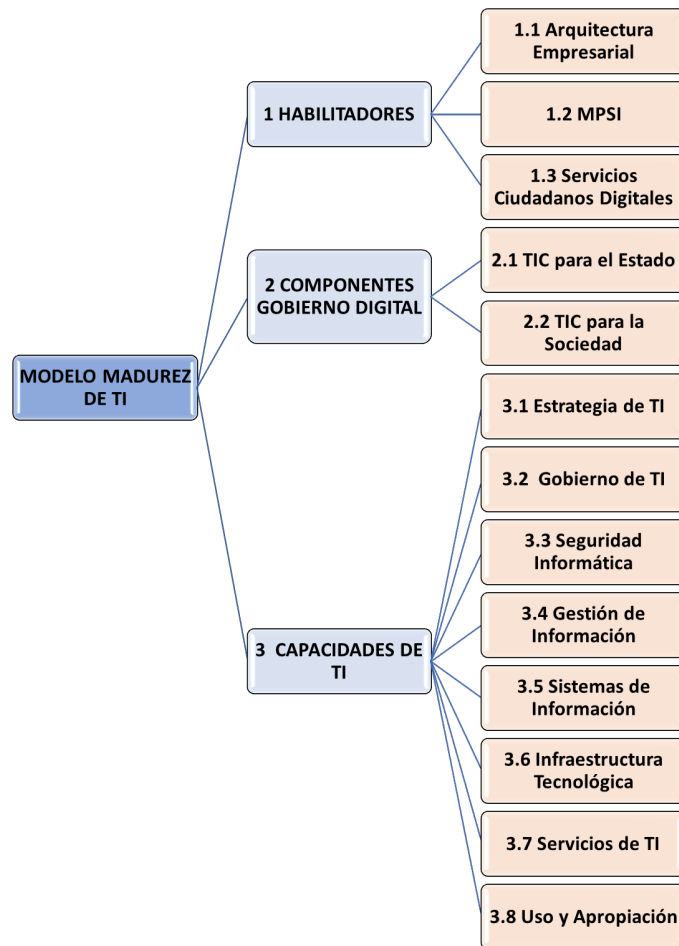 MODELO MADUREZ
DE TI
1 HABILITADORES
1.1 Arquitectura
Empresarial
1.2 MPSI
1.3 Servicios
Ciudadanos Digitales
2 COMPONENTES
GOBIERNO DIGITAL
2.1 TIC para el Estado
2.2 TIC para la
Sociedad
3 CAPACIDADES DE
TI
3.1 Estrategia de TI
3.2 Gobierno de TI
3.3 Seguridad
Informática
3.4 Gestión de
Información
3.5 Sistemas de
Información
3.6 Infraestructura
Tecnológica
3.7 Servicios de TI
3.8 Uso y Apropiación